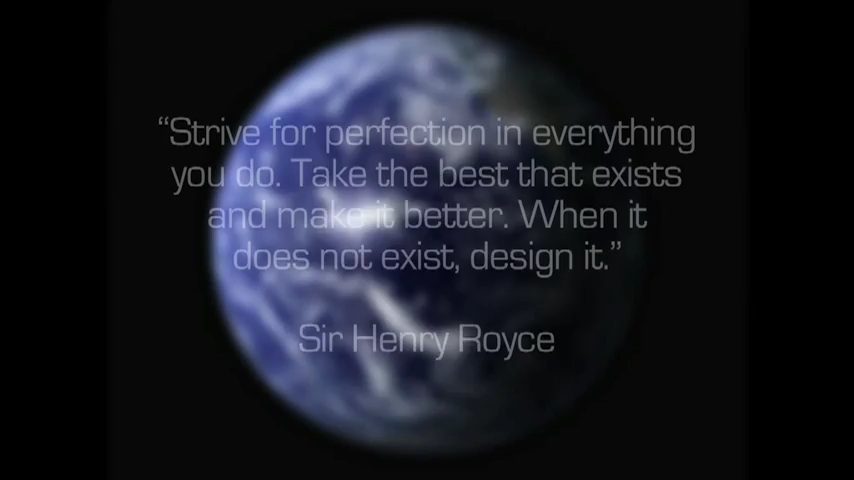 “Strive for perfection in everything
you do. Take the best that exists
and make it better. When it
does not exist, design it.”
Sir Henry Royce